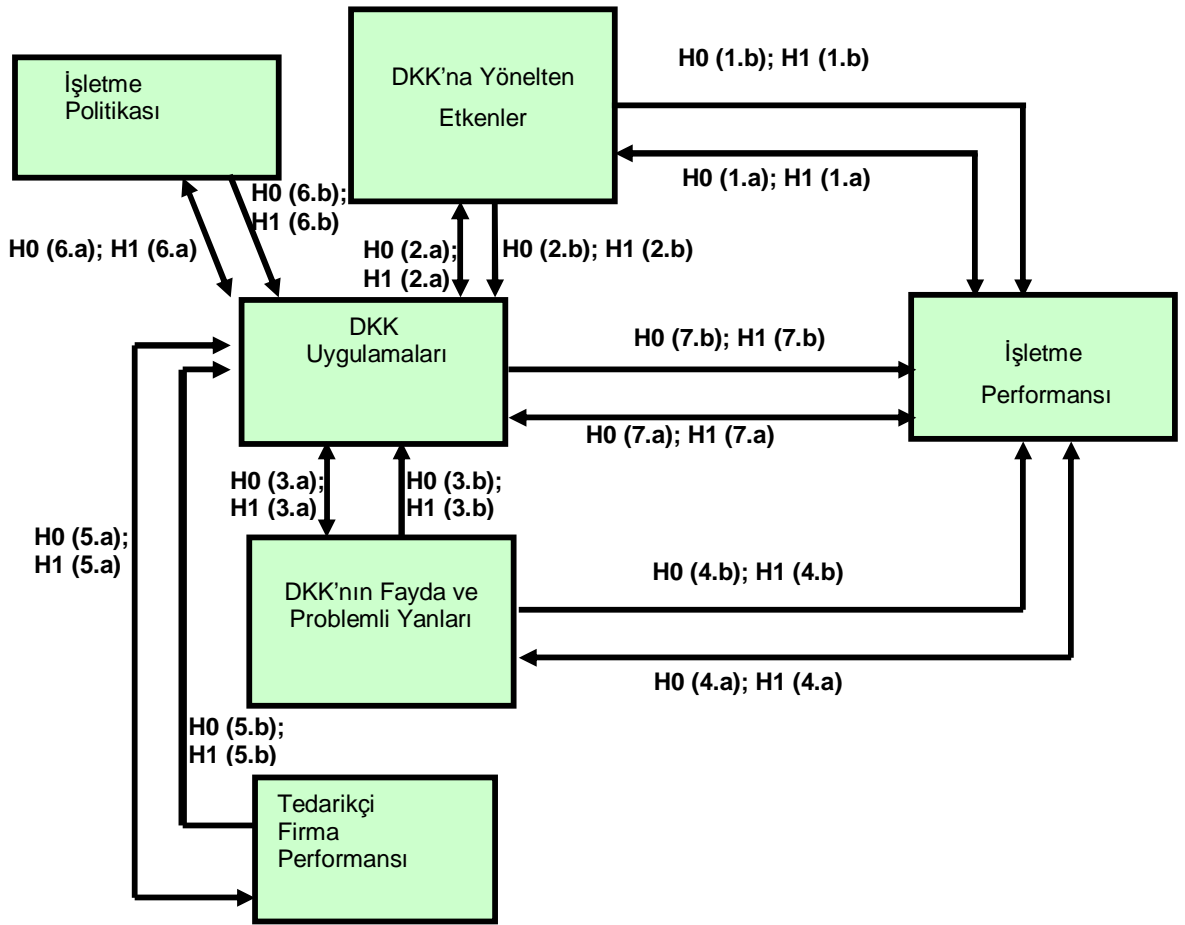 İşletme
Politikası
DKK'na Yönelten
Etkenler
H0 (1.b); H1 (1.b)
H0 (1.a); H1 (1.a)
H0 (6.b);
H1 (6.b)
H0 (6.a); H1 (6.a)
H0 (2.a);
H1 (2.a)
H0 (2.b); H1 (2.b)
DKK
Uygulamaları
H0 (7.b); H1 (7.b)
H0 (7.a); H1 (7.a)
İşletme
Performansı
H0 (3.a);
H1 (3.a)
H0 (3.b);
H1 (3.b)
H0 (5.a);
H1 (5.a)
DKK'nın Fayda ve
Problemli Yanları
H0 (4.b); H1 (4.b)
H0 (4.a); H1 (4.a)
H0 (5.b);
H1 (5.b)
Tedarikçi
Firma
Performansı